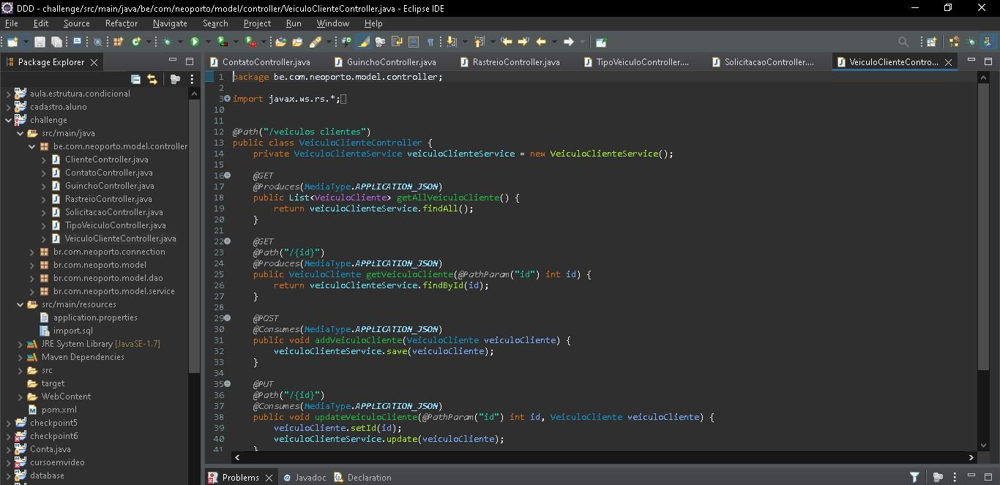 DDD - challenge/src/main/java/be/com/neoporto/model/controller/VeiculoClienteController.java - Eclipse IDE
File Edit Source Refactor Navigate Search Project Run Window Help
Package Explorer
aula.estrutura.condicional
cadastro.aluno
challenge
src/main/java
be.com.neoporto.model.controller
ClienteController.java
ContatoController.java
GuinchoController.java
RastreioController.java
SolicitacaoController.java
TipoVeiculoController.java
VeiculoClienteController.java
br.com.neoporto.connection
br.com.neoporto.model
br.com.neoporto.model.dao
br.com.neoporto.model.service
src/main/resources
application.properties
import.sql
JRE System Library [JavaSE-1.7]
Maven Dependencies
src
target
WebContent
pom.xml
checkpoint5
checkpoint6
Conta.java
cursoemvideo
database
ContatoController.java GuinchoController.java RastreioController.java TipoVeiculoController.... SolicitacaoController.... VeiculoClienteContro...
1 package be.com.neoporto.model.controller;
2
3 import javax.ws.rs.*;
10
11
12 @Path("/veiculos clientes")
13 public class VeiculoClienteController {
14 private VeiculoClienteService veiculoClienteService = new VeiculoClienteService();
15
16 @GET
17 @Produces(MediaType.APPLICATION_JSON)
18 public List<VeiculoCliente> getAllVeiculoCliente() {
19 return veiculoClienteService.findAll();
20 }
21
22 @GET
23 @Path("/{id}")
24 @Produces(MediaType.APPLICATION_JSON)
25 public VeiculoCliente getVeiculoCliente(@PathParam("id") int id) {
26 return veiculoClienteService.findById(id);
27 }
28
29 @POST
30 @Consumes(MediaType.APPLICATION_JSON)
31 public void addVeiculoCliente(VeiculoCliente veiculoCliente) {
32 veiculoClienteService.save(veiculoCliente);
33 }
34
35 @PUT
36 @Path("/{id}")
37 @Consumes(MediaType.APPLICATION_JSON)
38 public void updateVeiculoCliente(@PathParam("id") int id, VeiculoCliente veiculoCliente) {
39 veiculoCliente.setId(id);
40 veiculoClienteService.update(veiculoCliente);
41 }
Problems Javadoc Declaration